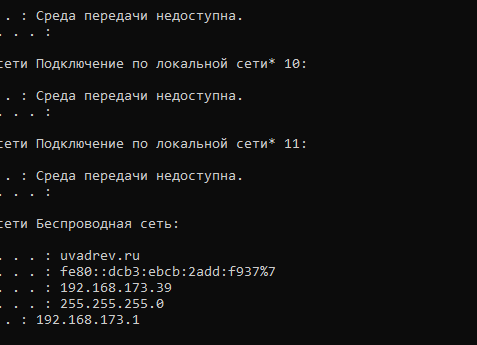 . : Среда передачи недоступна.
. . . :
сети Подключение по локальной сети* 10:
. : Среда передачи недоступна.
. . . :
сети Подключение по локальной сети* 11:
. : Среда передачи недоступна.
. . . :
сети Беспроводная сеть:
. . . : uvadrev.ru
. . . : fe80::dcb3:ebcb:2add:f937%7
. . . : 192.168.173.39
. . . : 255.255.255.0
. : 192.168.173.1